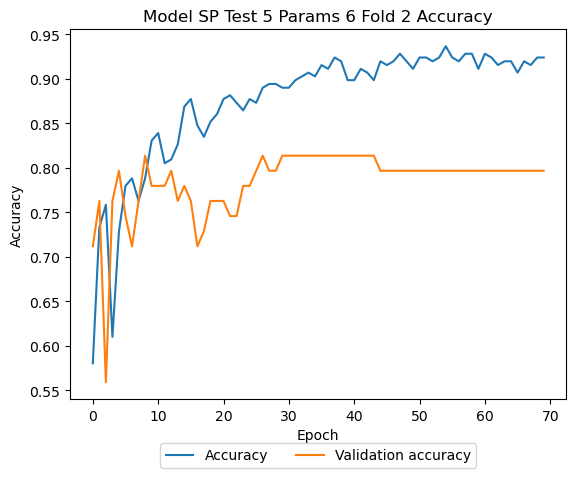 Model SP Test 5 Params 6 Fold 2 Accuracy
0.95
0.90
0.85
0.80
0.75
0.70
0.65
0.60
0.55
Accuracy
0 10 20 30 40 50 60 70
Epoch
Accuracy Validation accuracy